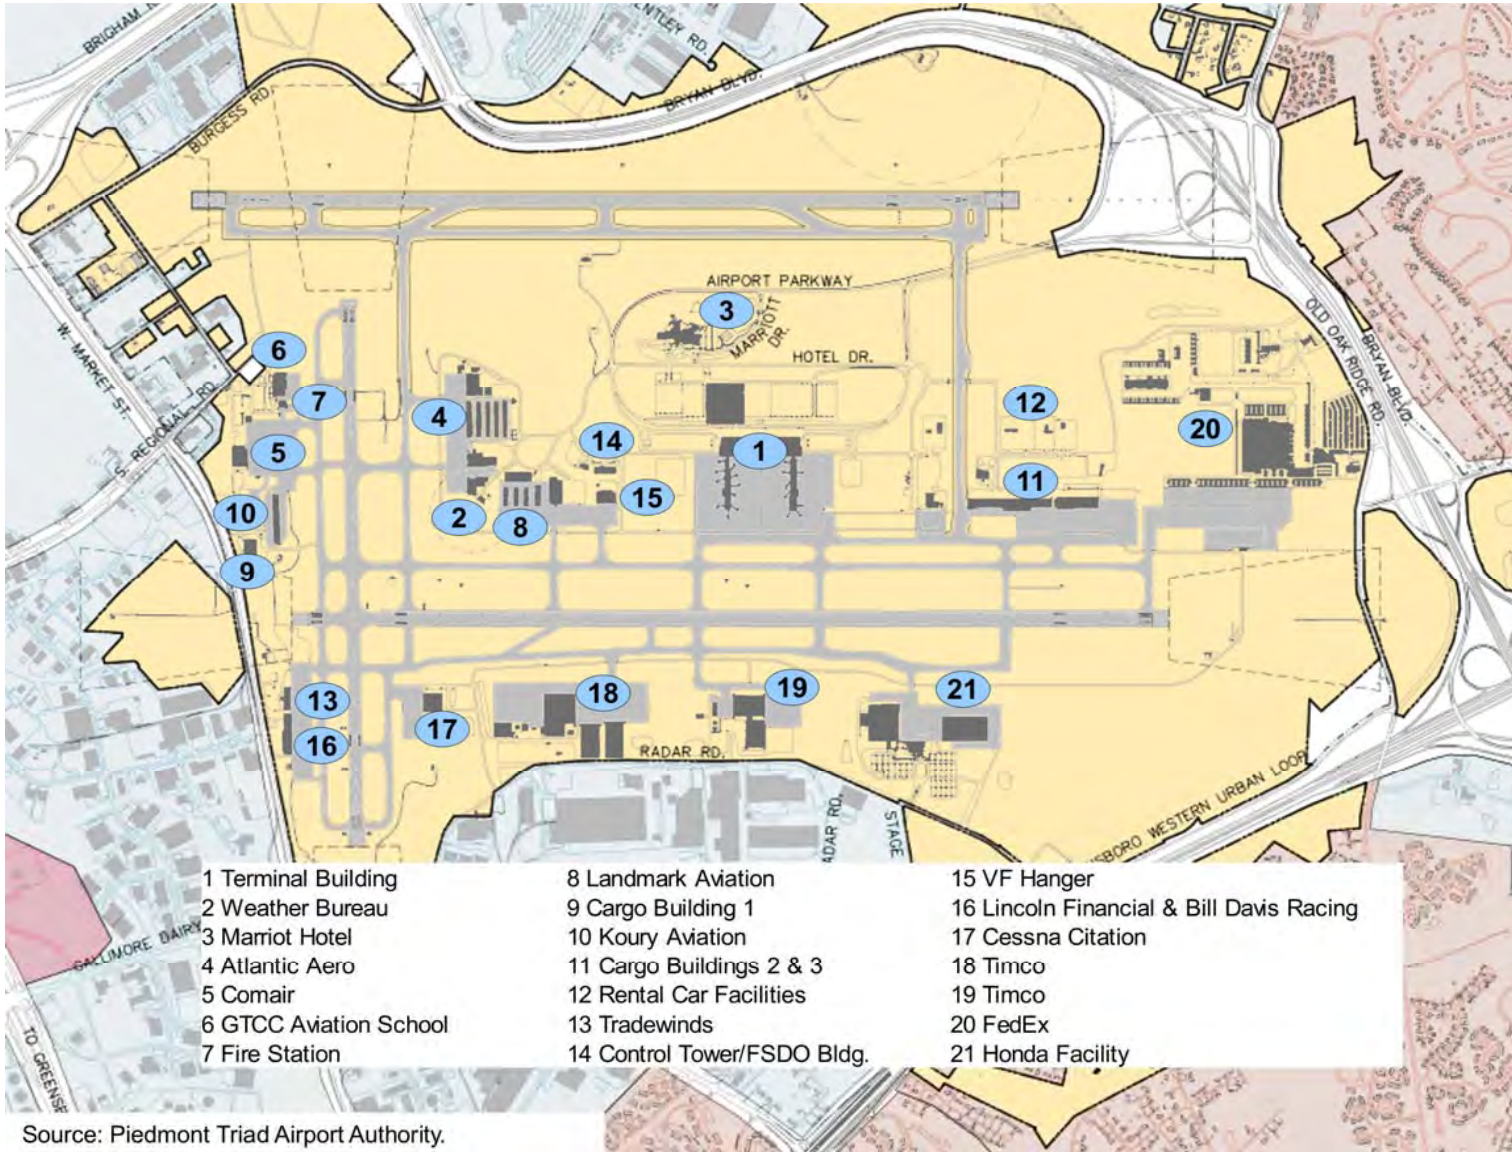 BRIGHAM R
ENTLEY RD.
BRYAN BLVD.
BURGESS RD.
AIRPORT PARKWAY
3
MARRIOTT
DR.
HOTEL DR.
OLD OAK RIDGE RD.
BRYAN BLVD.
W. MARKET ST.
S. REGIONAL RD.
6
7
4
12
20
14
1
5
11
15
10
2
8
9
13
18
19
21
17
16
RADAR RD.
ADAR RD.
STAGE
NSBORO WESTERN URBAN LOOP
GALLIMORE DAIRY
TO GREENSB
1 Terminal Building
2 Weather Bureau
3 Marriot Hotel
4 Atlantic Aero
5 Comair
6 GTCC Aviation School
7 Fire Station
8 Landmark Aviation
9 Cargo Building 1
10 Koury Aviation
11 Cargo Buildings 2 & 3
12 Rental Car Facilities
13 Tradewinds
14 Control Tower/FSDO Bldg.
15 VF Hanger
16 Lincoln Financial & Bill Davis Racing
17 Cessna Citation
18 Timco
19 Timco
20 FedEx
21 Honda Facility
Source: Piedmont Triad Airport Authority.